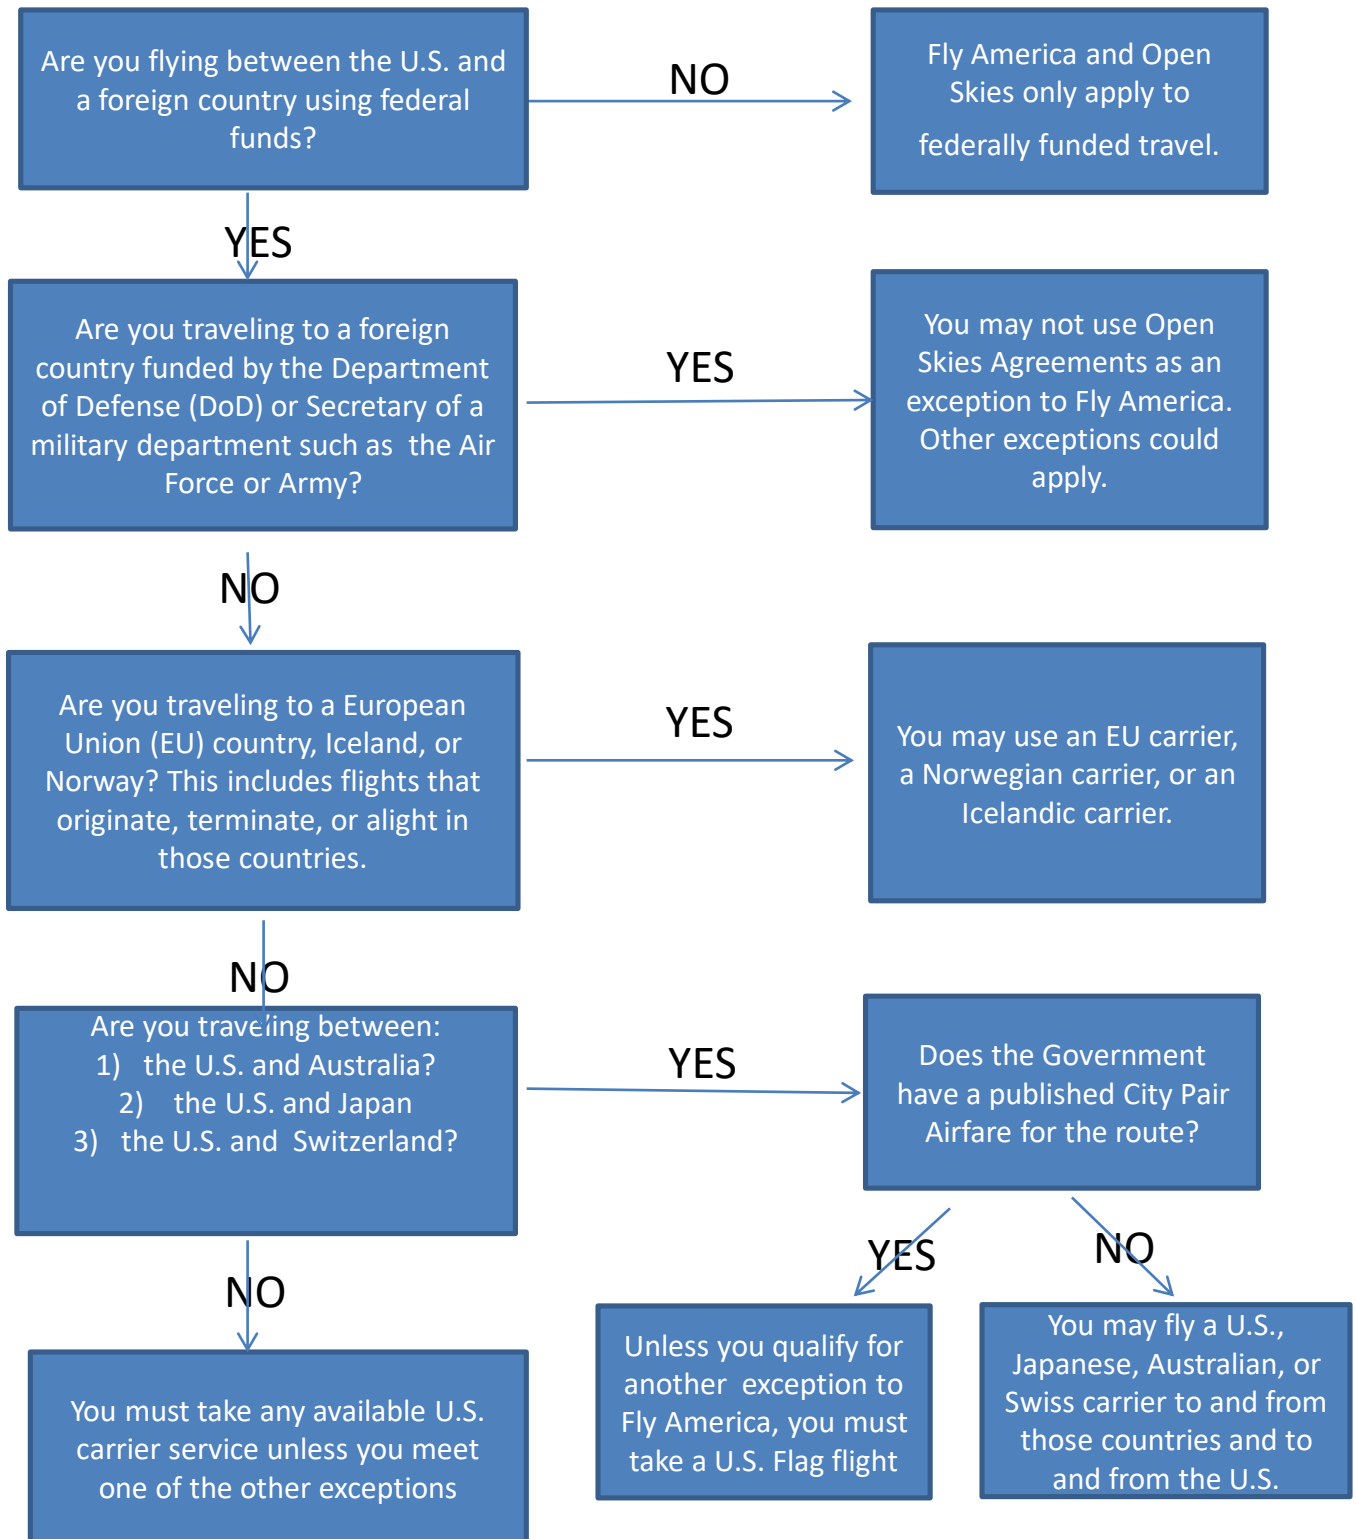 Are you flying between the U.S. and
a foreign country using federal
funds?
NO
Fly America and Open
Skies only apply to
federally funded travel.
YES
Are you traveling to a foreign
country funded by the Department
of Defense (DoD) or Secretary of a
military department such as  the Air
Force or Army?
YES
You may not use Open
Skies Agreements as an
exception to Fly America.
Other exceptions could
apply.
NO
Are you traveling to a European
Union (EU) country, Iceland, or
Norway? This includes flights that
originate, terminate, or alight in
those countries.
YES
You may use an EU carrier,
a Norwegian carrier, or an
Icelandic carrier.
NO
Are you traveling between:
1) the U.S. and Australia?
2) the U.S. and Japan
3) the U.S. and  Switzerland?
YES
Does the Government
have a published City Pair
Airfare for the route?
YES
NO
NO
Unless you qualify for
another  exception to
Fly America, you must
take a U.S. Flag flight
You may fly a U.S.,
Japanese, Australian, or
Swiss carrier to and from
those countries and to
and from the U.S.
You must take any available U.S.
carrier service unless you meet
one of the other exceptions